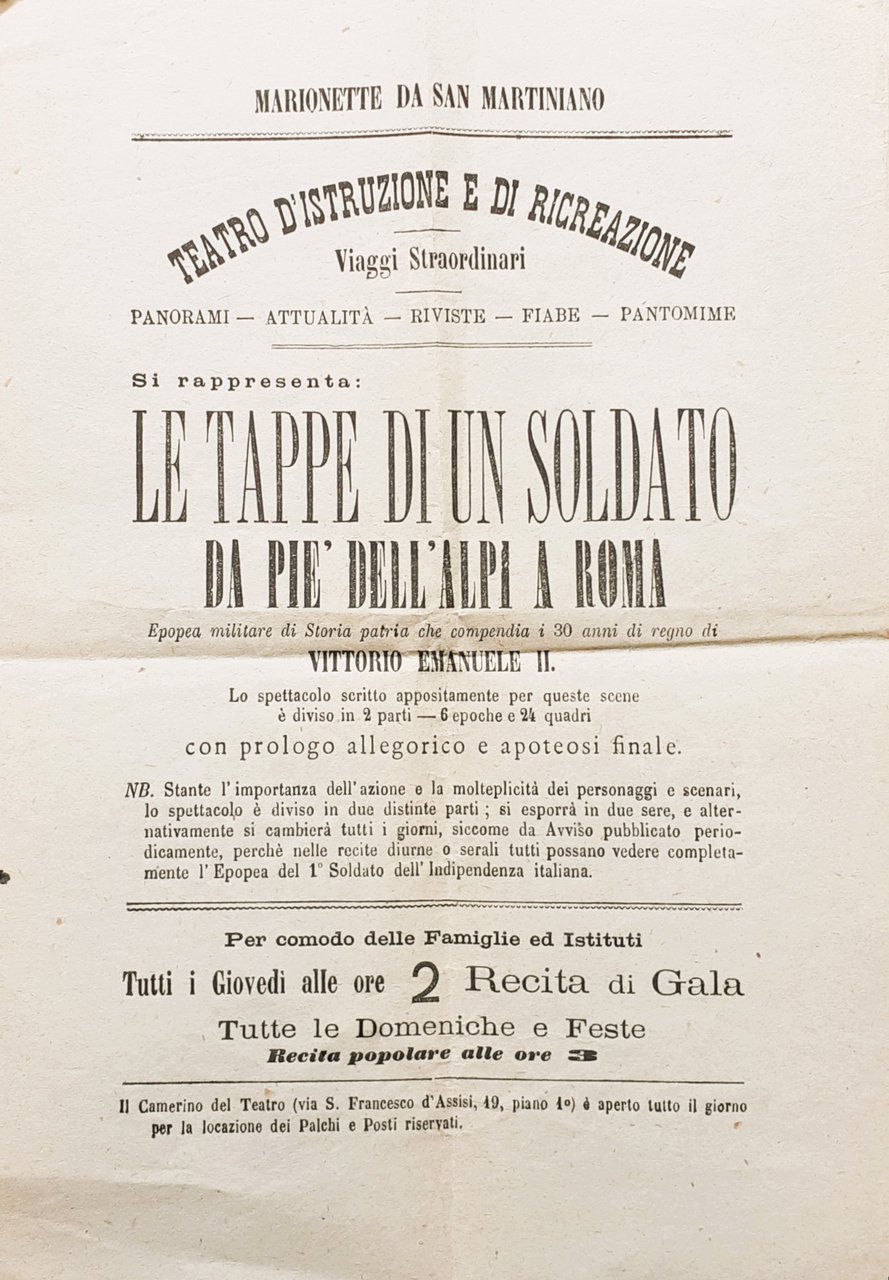 MARIONETTE DA SAN MARTINIANO
TEATRO D'ISTRUZIONE E DI RICREAZIONE
Viaggi Straordinari
PANORAMI — ATTUALITÀ — RIVISTE — FIABE — PANTOMIME
Si rappresenta:
LE TAPPE DI UN SOLDATO
DA PIE' DELL'ALPI A ROMA
Epopea militare di Storia patria che compendia i 30 anni di regno di
VITTORIO EMANUELE II.
Lo spettacolo scritto appositamente per queste scene
è diviso in 2 parti — 6 epoche e 24 quadri
con prologo allegorico e apoteosi finale.
NB. Stante l'importanza dell'azione e la molteplicità dei personaggi e scenari,
lo spettacolo è diviso in due distinte parti; si esporrà in due sere, e alter-
nativamente si cambierà tutti i giorni, siccome da Avviso pubblicato perio-
dicamente, perchè nelle recite diurne o serali tutti possano vedere completa-
mente l'Epopea del 1º Soldato dell'Indipendenza italiana.
Per comodo delle Famiglie ed Istituti
Tutti i Giovedì alle ore 2 Recita di Gala
Tutte le Domeniche e Feste
Recita popolare alle ore 3
Il Camerino del Teatro (via S. Francesco d'Assisi, 19, piano 1º) è aperto tutto il giorno
per la locazione dei Palchi e Posti riservati.